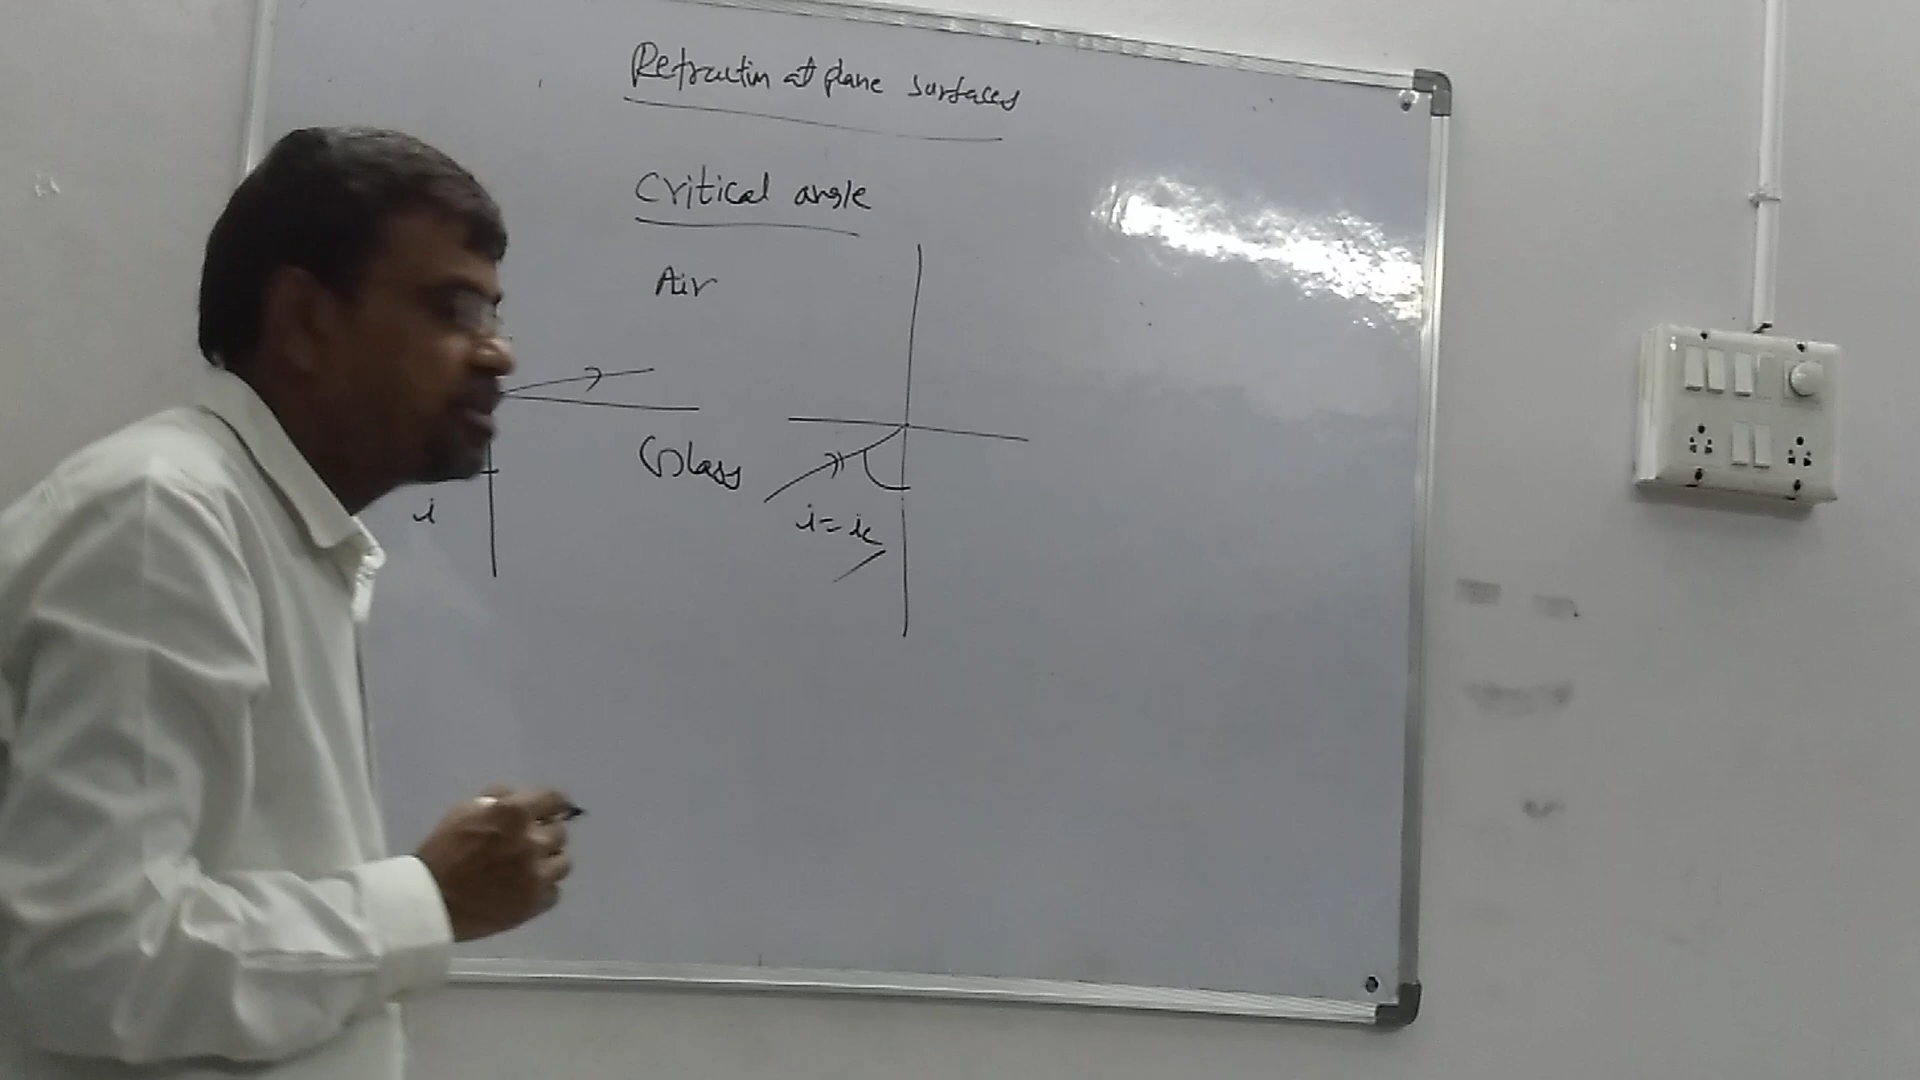 Refraction at plane surfaces
Critical angle
Air
Glass
i
i = ic